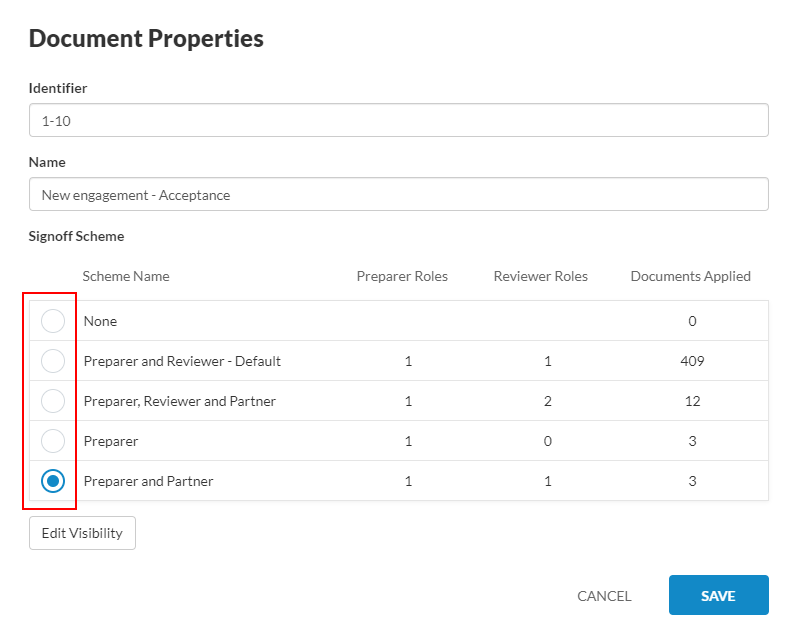 Document Properties
Identifier
1-10
Name
New engagement - Acceptance
Signoff Scheme
Scheme Name Preparer Roles Reviewer Roles Documents Applied
None 0
Preparer and Reviewer - Default 1 1 409
Preparer, Reviewer and Partner 1 2 12
Preparer 1 0 3
Preparer and Partner 1 1 3
Edit Visibility
CANCEL SAVE